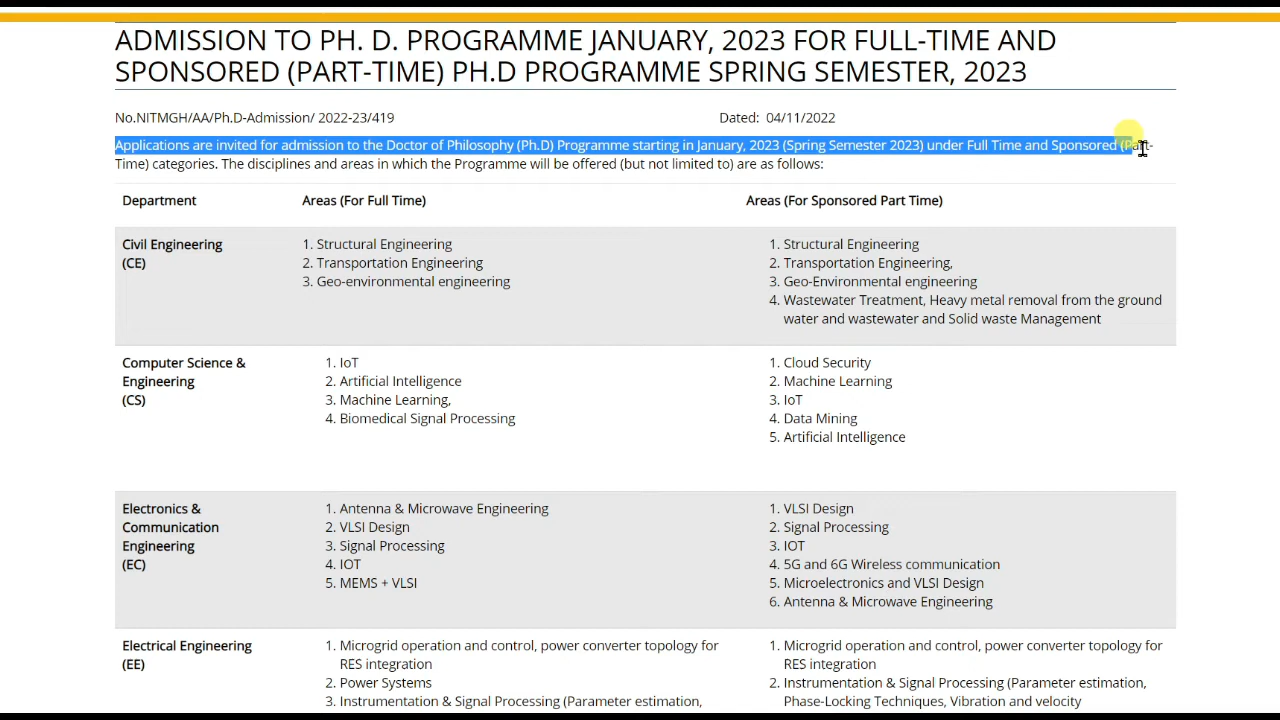 ADMISSION TO PH. D. PROGRAMME JANUARY, 2023 FOR FULL-TIME AND
SPONSORED (PART-TIME) PH.D PROGRAMME SPRING SEMESTER, 2023
No.NITMGH/AA/Ph.D-Admission/ 2022-23/419 Dated: 04/11/2022
Applications are invited for admission to the Doctor of Philosophy (Ph.D) Programme starting in January, 2023 (Spring Semester 2023) under Full Time and Sponsored (Part-
Time) categories. The disciplines and areas in which the Programme will be offered (but not limited to) are as follows:
Department Areas (For Full Time) Areas (For Sponsored Part Time)
Civil Engineering
(CE)
1. Structural Engineering
2. Transportation Engineering
3. Geo-environmental engineering
1. Structural Engineering
2. Transportation Engineering,
3. Geo-Environmental engineering
4. Wastewater Treatment, Heavy metal removal from the ground
water and wastewater and Solid waste Management
Computer Science &
Engineering
(CS)
1. IoT
2. Artificial Intelligence
3. Machine Learning,
4. Biomedical Signal Processing
1. Cloud Security
2. Machine Learning
3. IoT
4. Data Mining
5. Artificial Intelligence
Electronics &
Communication
Engineering
(EC)
1. Antenna & Microwave Engineering
2. VLSI Design
3. Signal Processing
4. IOT
5. MEMS + VLSI
1. VLSI Design
2. Signal Processing
3. IOT
4. 5G and 6G Wireless communication
5. Microelectronics and VLSI Design
6. Antenna & Microwave Engineering
Electrical Engineering
(EE)
1. Microgrid operation and control, power converter topology for
RES integration
2. Power Systems
3. Instrumentation & Signal Processing (Parameter estimation,
1. Microgrid operation and control, power converter topology for
RES integration
2. Instrumentation & Signal Processing (Parameter estimation,
Phase-Locking Techniques, Vibration and velocity